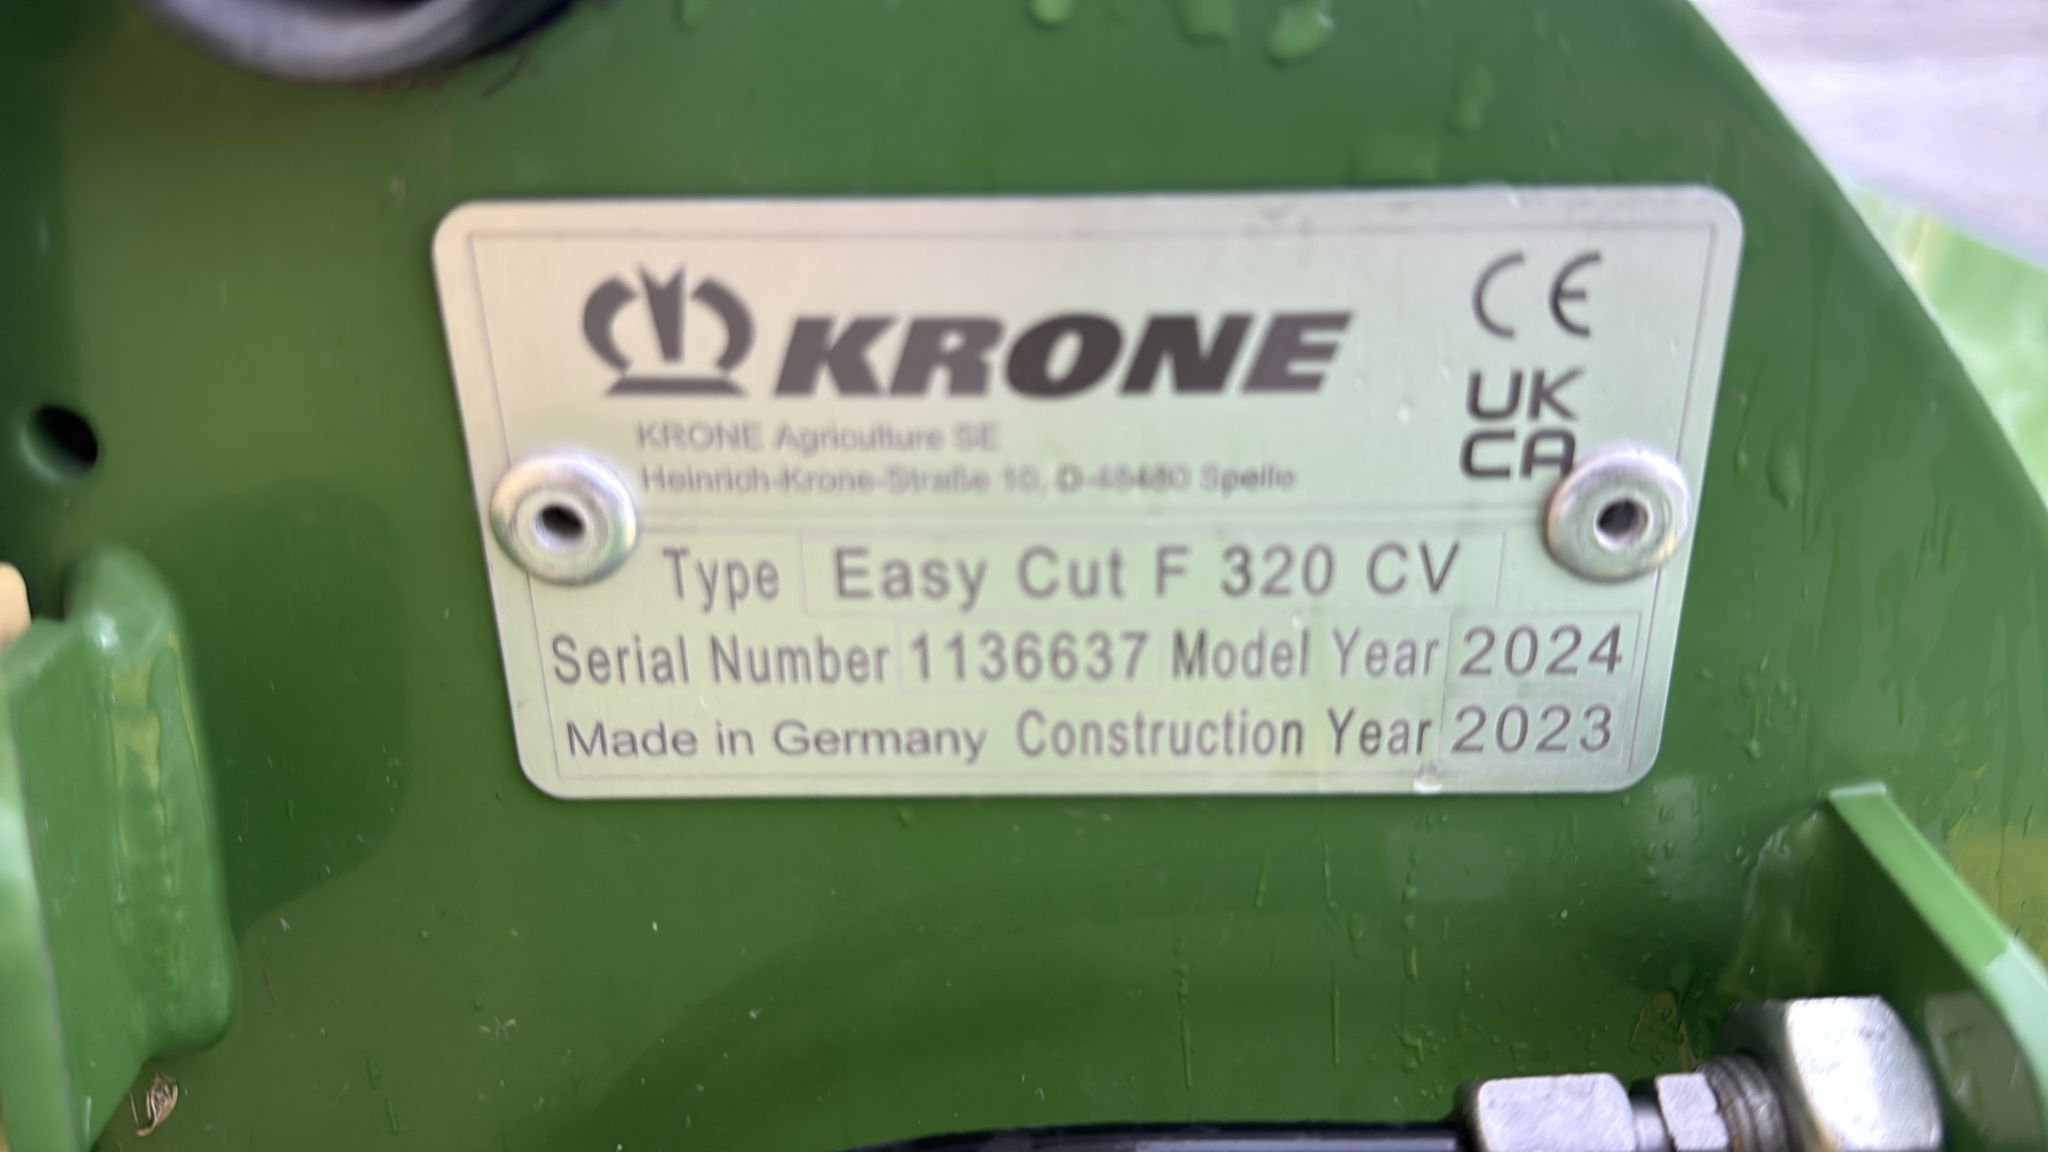 KRONE
CE
UK
CA
KRONE Agriculture SE
Heinrich-Krone-Straße 10, D-48480 Spelle
Type Easy Cut F 320 CV
Serial Number 1136637 Model Year 2024
Made in Germany Construction Year 2023